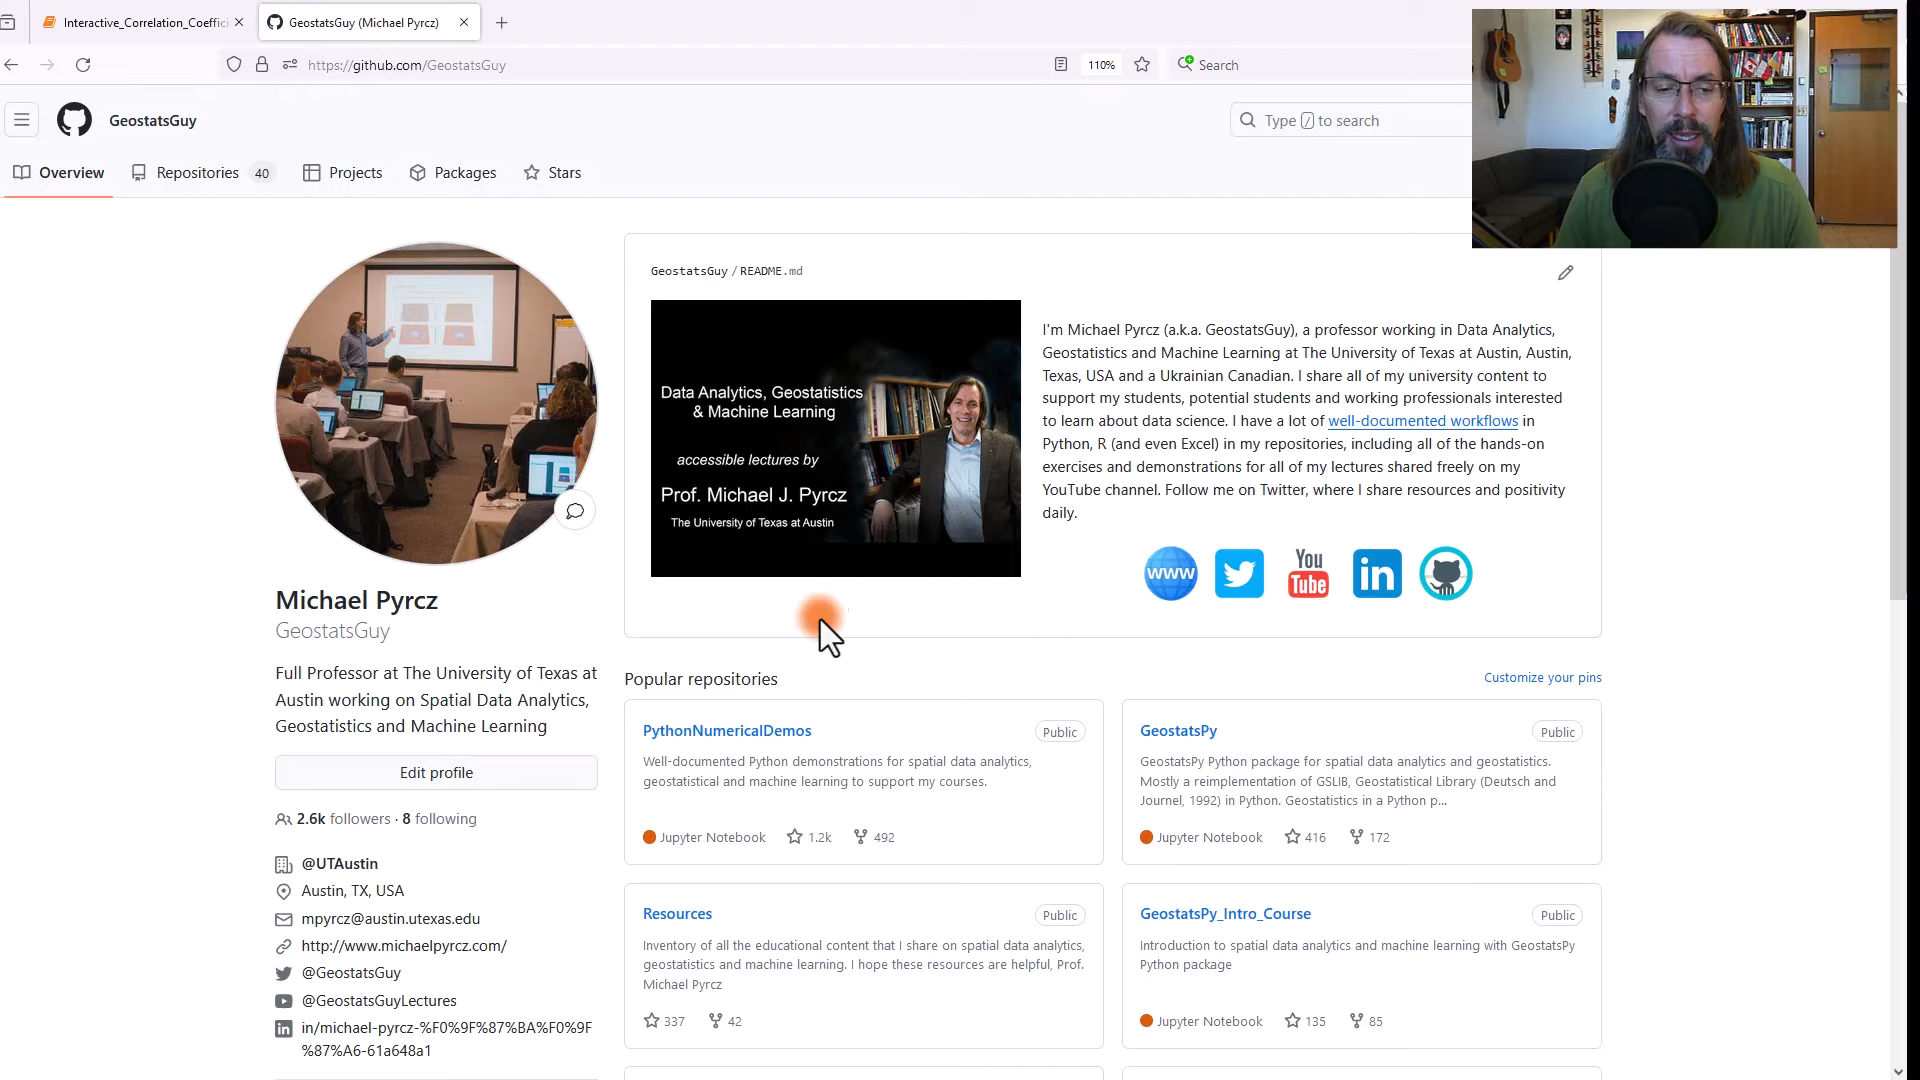 Interactive_Correlation_Coeffici
GeostatsGuy (Michael Pyrcz)
https://github.com/GeostatsGuy
110%
Search
GeostatsGuy
Type / to search
Overview
Repositories 40
Projects
Packages
Stars
GeostatsGuy / README.md
Data Analytics, Geostatistics
& Machine Learning
accessible lectures by
Prof. Michael J. Pyrcz
The University of Texas at Austin
I'm Michael Pyrcz (a.k.a. GeostatsGuy), a professor working in Data Analytics,
Geostatistics and Machine Learning at The University of Texas at Austin, Austin,
Texas, USA and a Ukrainian Canadian. I share all of my university content to
support my students, potential students and working professionals interested
to learn about data science. I have a lot of well-documented workflows in
Python, R (and even Excel) in my repositories, including all of the hands-on
exercises and demonstrations for all of my lectures shared freely on my
YouTube channel. Follow me on Twitter, where I share resources and positivity
daily.
WWW
You
Tube
in
Michael Pyrcz
GeostatsGuy
Full Professor at The University of Texas at
Austin working on Spatial Data Analytics,
Geostatistics and Machine Learning
Edit profile
2.6k followers · 8 following
@UTAustin
Austin, TX, USA
mpyrcz@austin.utexas.edu
http://www.michaelpyrcz.com/
@GeostatsGuy
@GeostatsGuyLectures
in/michael-pyrcz-%F0%9F%87%BA%F0%9F
%87%A6-61a648a1
Popular repositories
Customize your pins
PythonNumericalDemos
Public
Well-documented Python demonstrations for spatial data analytics,
geostatistical and machine learning to support my courses.
Jupyter Notebook 1.2k 492
GeostatsPy
Public
GeostatsPy Python package for spatial data analytics and geostatistics.
Mostly a reimplementation of GSLIB, Geostatistical Library (Deutsch and
Journel, 1992) in Python. Geostatistics in a Python p...
Jupyter Notebook 416 172
Resources
Public
Inventory of all the educational content that I share on spatial data analytics,
geostatistics and machine learning. I hope these resources are helpful, Prof.
Michael Pyrcz
337 42
GeostatsPy_Intro_Course
Public
Introduction to spatial data analytics and machine learning with GeostatsPy
Python package
Jupyter Notebook 135 85